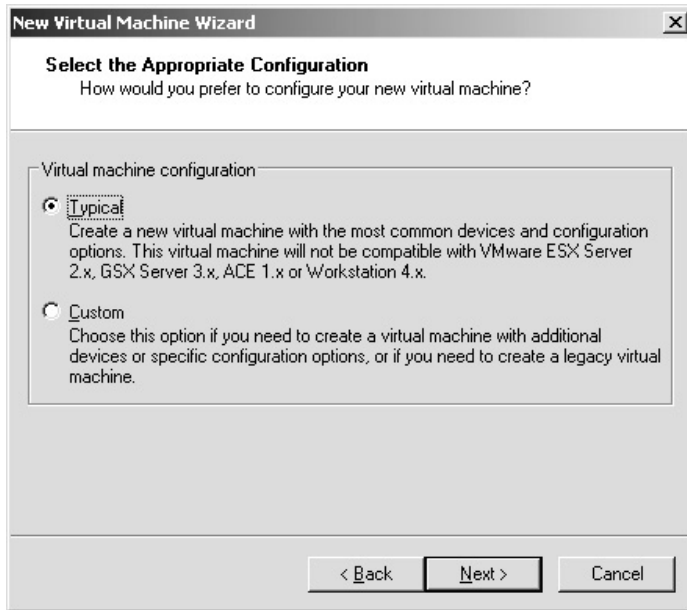 New Virtual Machine Wizard
Select the Appropriate Configuration
How would you prefer to configure your new virtual machine?
Virtual machine configuration
Typical
Create a new virtual machine with the most common devices and configuration
options. This virtual machine will not be compatible with VMware ESX Server
2.x, GSX Server 3.x, ACE 1.x or Workstation 4.x.
Custom
Choose this option if you need to create a virtual machine with additional
devices or specific configuration options, or if you need to create a legacy virtual
machine.
< Back Next > Cancel